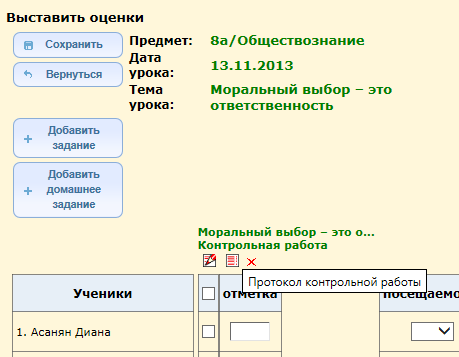 Выставить оценки
Сохранить
Вернуться
Предмет: 8а/Обществознание
Дата урока: 13.11.2013
Тема урока: Моральный выбор – это
ответственность
Добавить
задание
Добавить
домашнее
задание
Моральный выбор – это о...
Контрольная работа
Протокол контрольной работы
Ученики
отметка
посещаемо
1. Асанян Диана